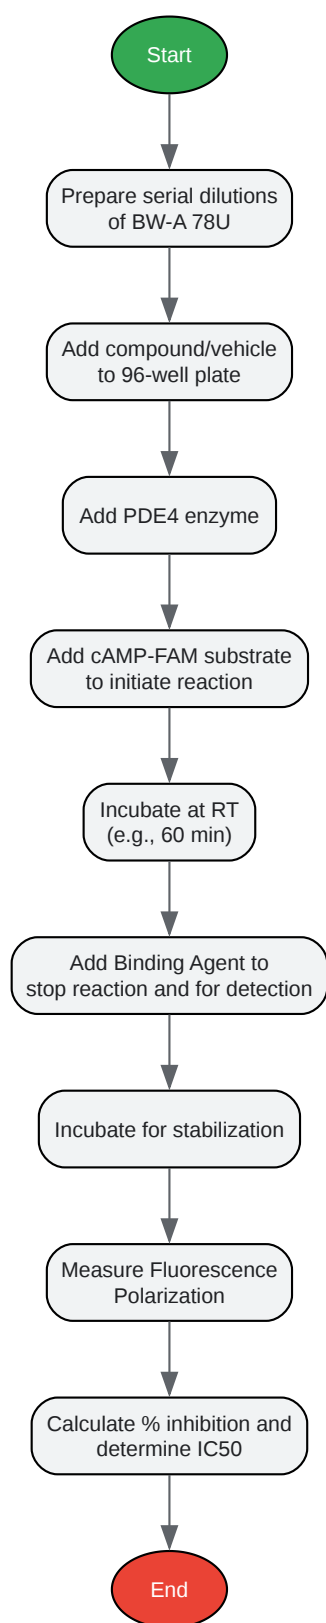 Start
Prepare serial dilutions
of BW-A 78U
Add compound/vehicle
to 96-well plate
Add PDE4 enzyme
Add cAMP-FAM substrate
to initiate reaction
Incubate at RT
(e.g., 60 min)
Add Binding Agent to
stop reaction and for detection
Incubate for stabilization
Measure Fluorescence
Polarization
Calculate % inhibition and
determine IC50
End